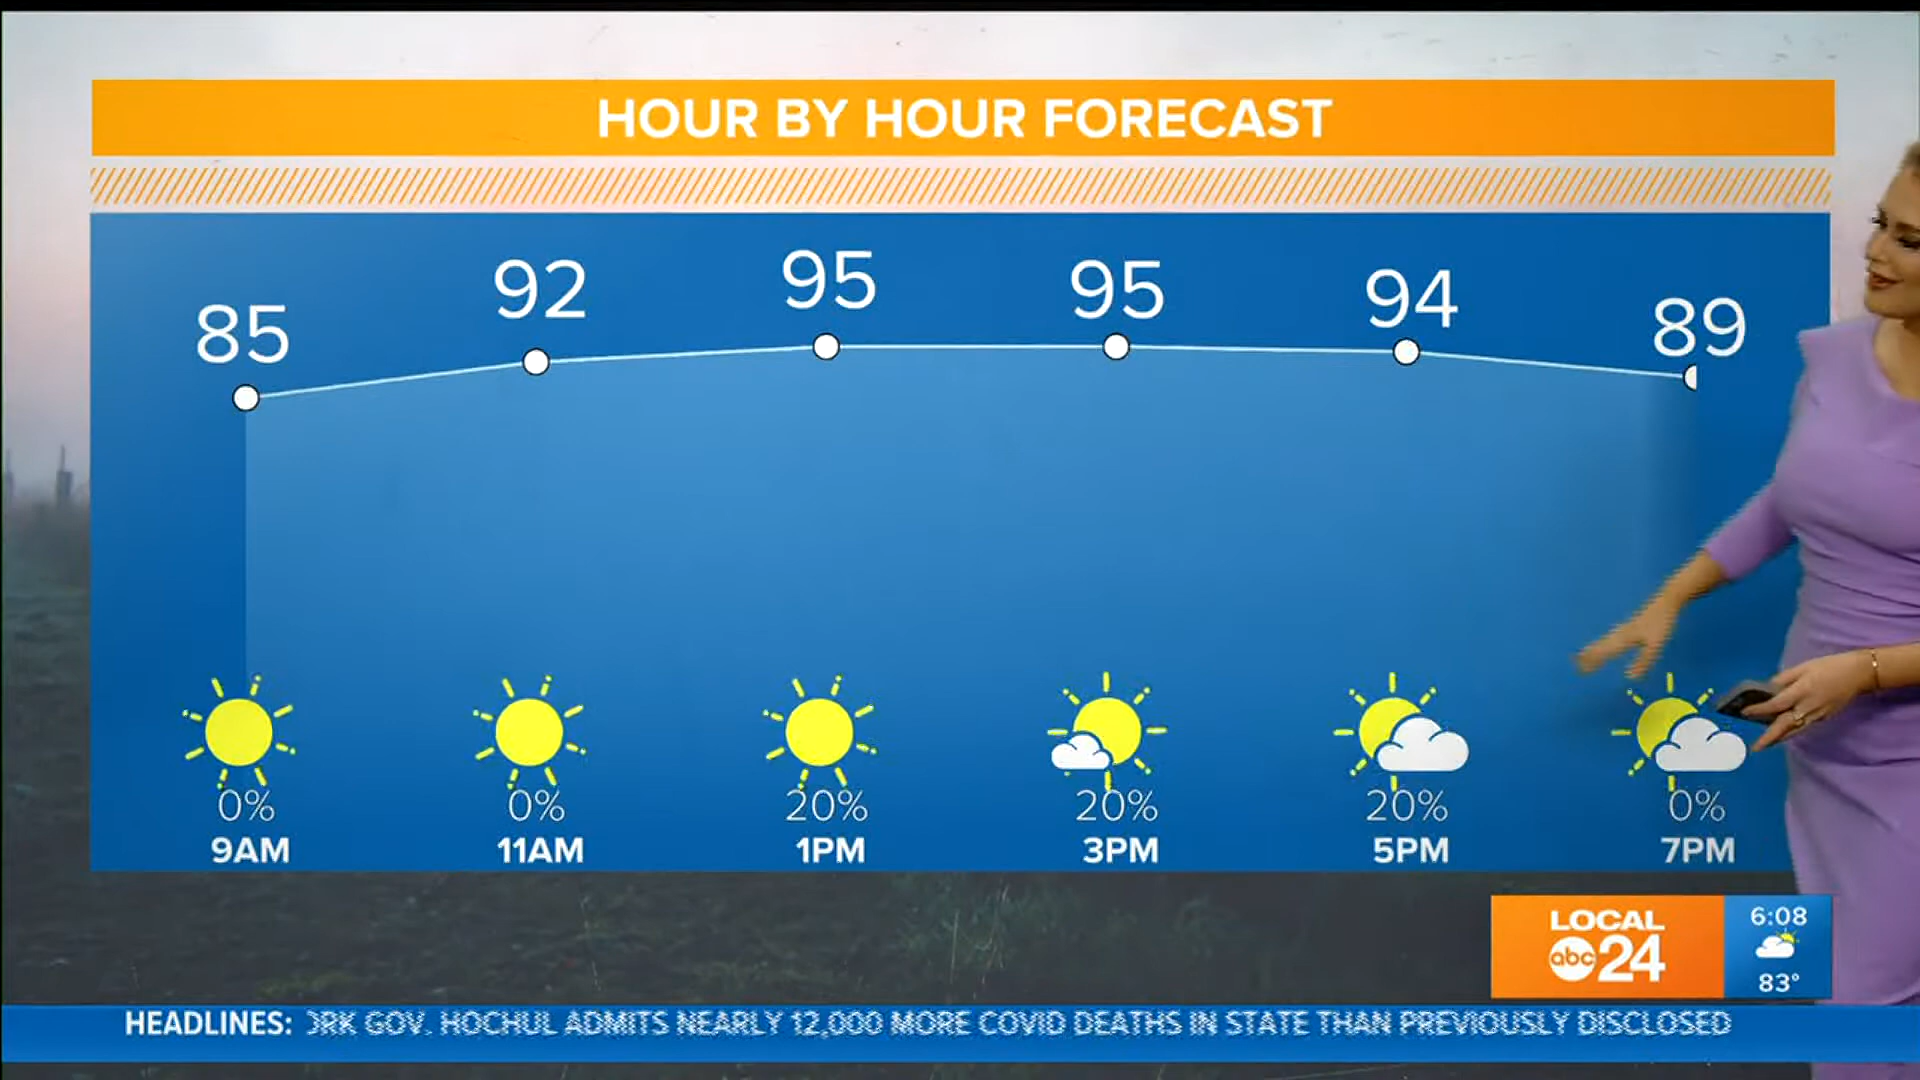 HOUR BY HOUR FORECAST
85 92 95 95 94 89
0% 0% 20% 20% 20% 0%
9AM 11AM 1PM 3PM 5PM 7PM
LOCAL
abc 24
6:08
83°
HEADLINES: ORK GOV. HOCHUL ADMITS NEARLY 12,000 MORE COVID DEATHS IN STATE THAN PREVIOUSLY DISCLOSED